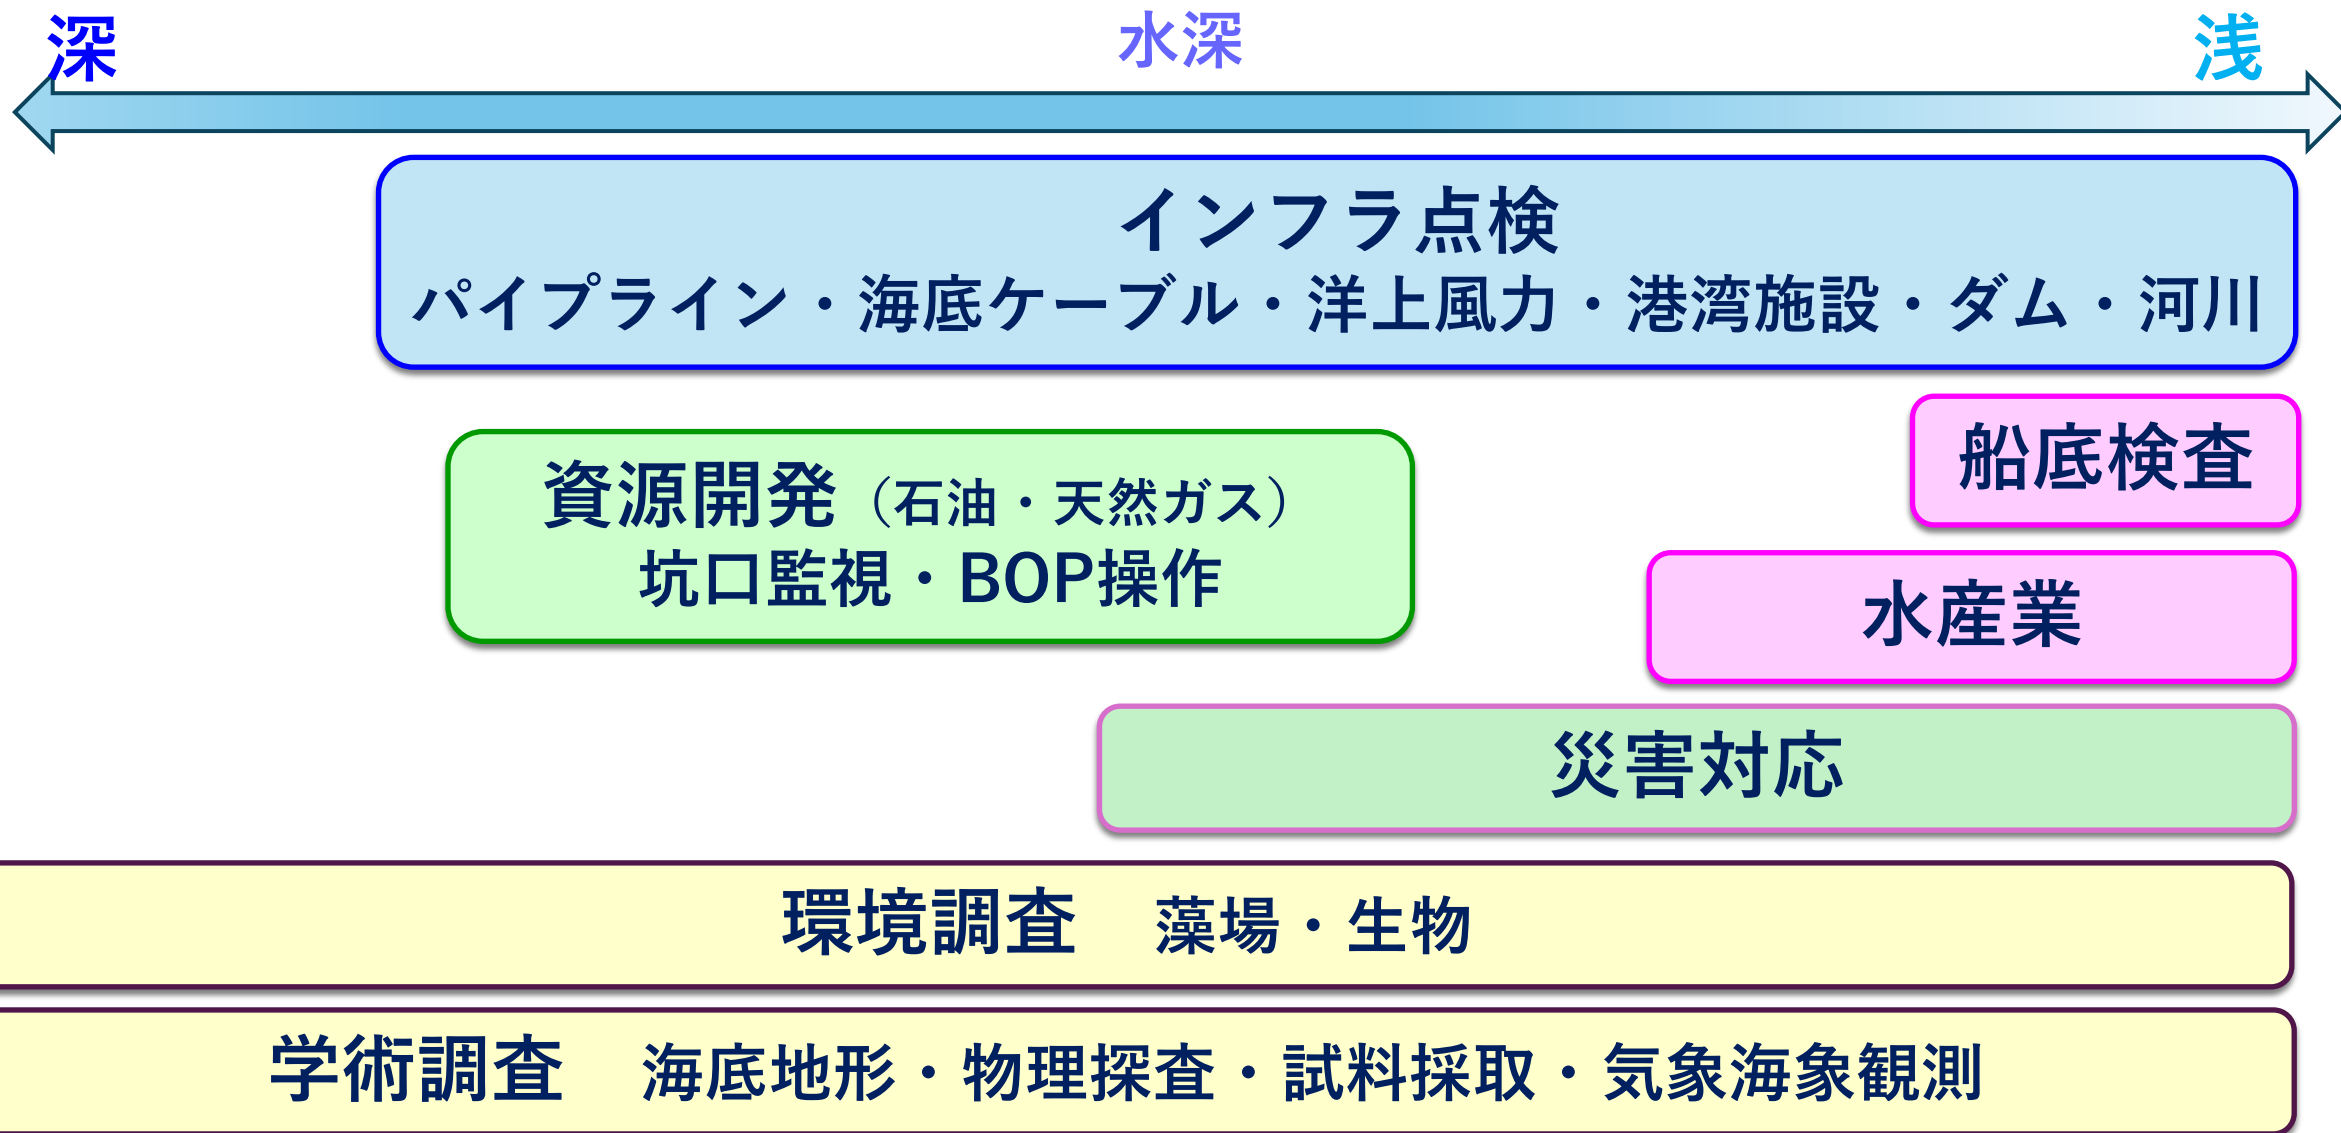 深 水深 浅
インフラ点検
パイプライン・海底ケーブル・洋上風力・港湾施設・ダム・河川
船底検査
資源開発（石油・天然ガス）
坑口監視・BOP操作
水産業
災害対応
環境調査 藻場・生物
学術調査 海底地形・物理探査・試料採取・気象海象観測